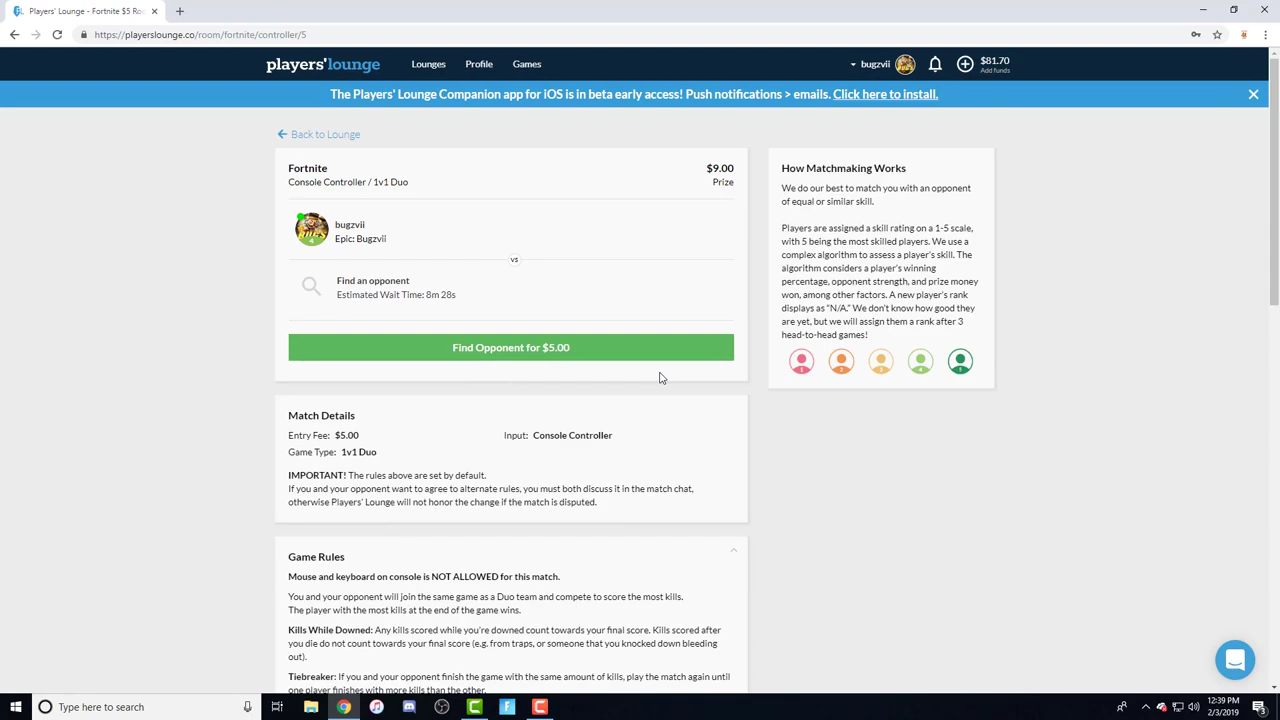 Players' Lounge - Fortnite $5 Ro
playerslounge.co/room/fortnite/controller/5
players'lounge
Lounges
Profile
Games
bugzvii
$81.70
Add funds
The Players' Lounge Companion app for iOS is in beta early access! Push notifications > emails. Click here to install.
Back to Lounge
Fortnite
$9.00
Console Controller / 1v1 Duo
Prize
bugzvii
4
Epic: Bugzvii
vs
Find an opponent
Estimated Wait Time: 8m 28s
Find Opponent for $5.00
Match Details
Entry Fee: $5.00
Input: Console Controller
Game Type: 1v1 Duo
IMPORTANT! The rules above are set by default.
If you and your opponent want to agree to alternate rules, you must both discuss it in the match chat,
otherwise Players' Lounge will not honor the change if the match is disputed.
Game Rules
Mouse and keyboard on console is NOT ALLOWED for this match.
You and your opponent will join the same game as a Duo team and compete to score the most kills.
The player with the most kills at the end of the game wins.
Kills While Downed: Any kills scored while you're downed count towards your final score. Kills scored after
you die do not count towards your final score (e.g. from traps, or someone that you knocked down bleeding
out).
Tiebreaker: If you and your opponent finish the game with the same amount of kills, play the match again until
one player finishes with more kills than the other.
How Matchmaking Works
We do our best to match you with an opponent
of equal or similar skill.
Players are assigned a skill rating on a 1-5 scale,
with 5 being the most skilled players. We use a
complex algorithm to assess a player's skill. The
algorithm considers a player's winning
percentage, opponent strength, and prize money
won, among other factors. A new player's rank
displays as "N/A." We don't know how good they
are yet, but we will assign them a rank after 3
head-to-head games!
1 2 3 4 5
Type here to search
12:39 PM
2/3/2019
3